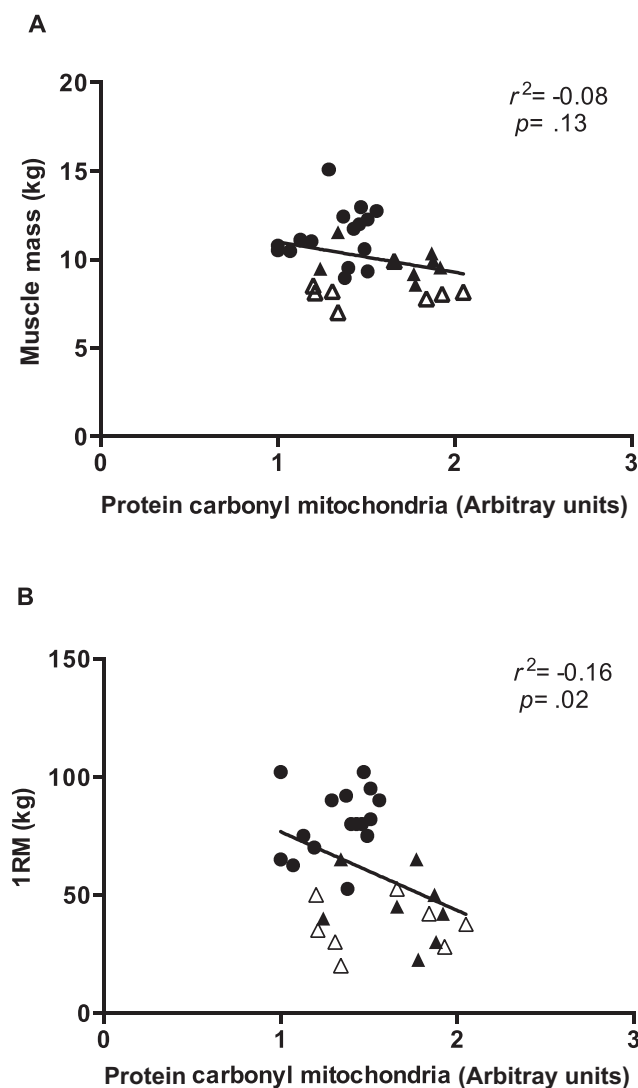 A
20
15
10
5
0
Muscle mass (kg)
r²= -0.08
p= .13
0 1 2 3
Protein carbonyl mitochondria (Arbitray units)
B
150
100
50
0
1RM (kg)
r²= -0.16
p= .02
0 1 2 3
Protein carbonyl mitochondria (Arbitray units)